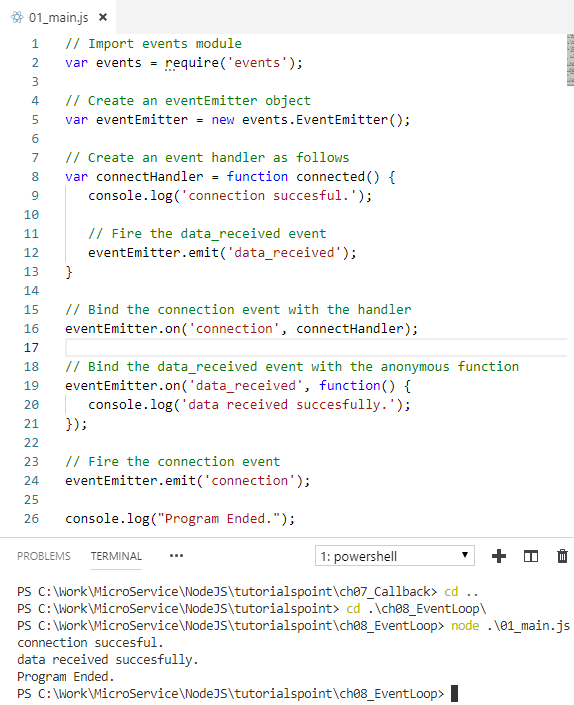 01_main.js ×
1 // Import events module
2 var events = require('events');
3
4 // Create an eventEmitter object
5 var eventEmitter = new events.EventEmitter();
6
7 // Create an event handler as follows
8 var connectHandler = function connected() {
9    console.log('connection succesful.');
10
11    // Fire the data_received event
12    eventEmitter.emit('data_received');
13 }
14
15 // Bind the connection event with the handler
16 eventEmitter.on('connection', connectHandler);
17
18 // Bind the data_received event with the anonymous function
19 eventEmitter.on('data_received', function() {
20    console.log('data received succesfully.');
21 });
22
23 // Fire the connection event
24 eventEmitter.emit('connection');
25
26 console.log("Program Ended.");
PROBLEMS TERMINAL ••• 1: powershell
PS C:\Work\MicroService\NodeJS\tutorialspoint\ch07_Callback> cd ..
PS C:\Work\MicroService\NodeJS\tutorialspoint> cd .\ch08_EventLoop\
PS C:\Work\MicroService\NodeJS\tutorialspoint\ch08_EventLoop> node .\01_main.js
connection succesful.
data received succesfully.
Program Ended.
PS C:\Work\MicroService\NodeJS\tutorialspoint\ch08_EventLoop>